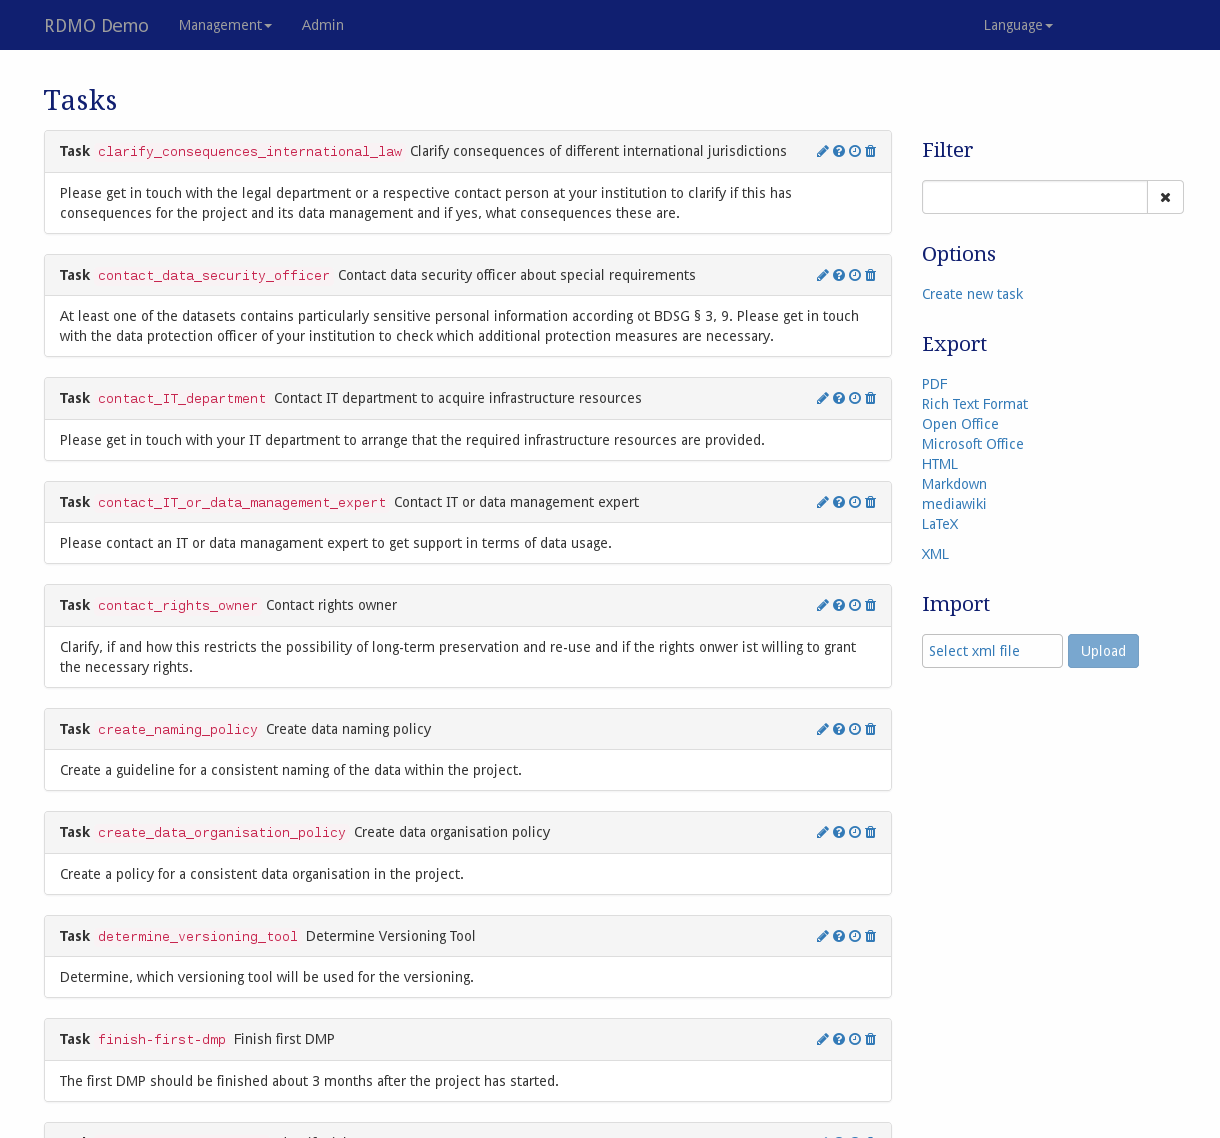 RDMO Demo Management Admin Language
Tasks
Task clarify_consequences_international_law Clarify consequences of different international jurisdictions
Please get in touch with the legal department or a respective contact person at your institution to clarify if this has
consequences for the project and its data management and if yes, what consequences these are.
Task contact_data_security_officer Contact data security officer about special requirements
At least one of the datasets contains particularly sensitive personal information according ot BDSG § 3, 9. Please get in touch
with the data protection officer of your institution to check which additional protection measures are necessary.
Task contact_IT_department Contact IT department to acquire infrastructure resources
Please get in touch with your IT department to arrange that the required infrastructure resources are provided.
Task contact_IT_or_data_management_expert Contact IT or data management expert
Please contact an IT or data managament expert to get support in terms of data usage.
Task contact_rights_owner Contact rights owner
Clarify, if and how this restricts the possibility of long-term preservation and re-use and if the rights onwer ist willing to grant
the necessary rights.
Task create_naming_policy Create data naming policy
Create a guideline for a consistent naming of the data within the project.
Task create_data_organisation_policy Create data organisation policy
Create a policy for a consistent data organisation in the project.
Task determine_versioning_tool Determine Versioning Tool
Determine, which versioning tool will be used for the versioning.
Task finish-first-dmp Finish first DMP
The first DMP should be finished about 3 months after the project has started.
Filter
Options
Create new task
Export
PDF
Rich Text Format
Open Office
Microsoft Office
HTML
Markdown
mediawiki
LaTeX
XML
Import
Select xml file Upload